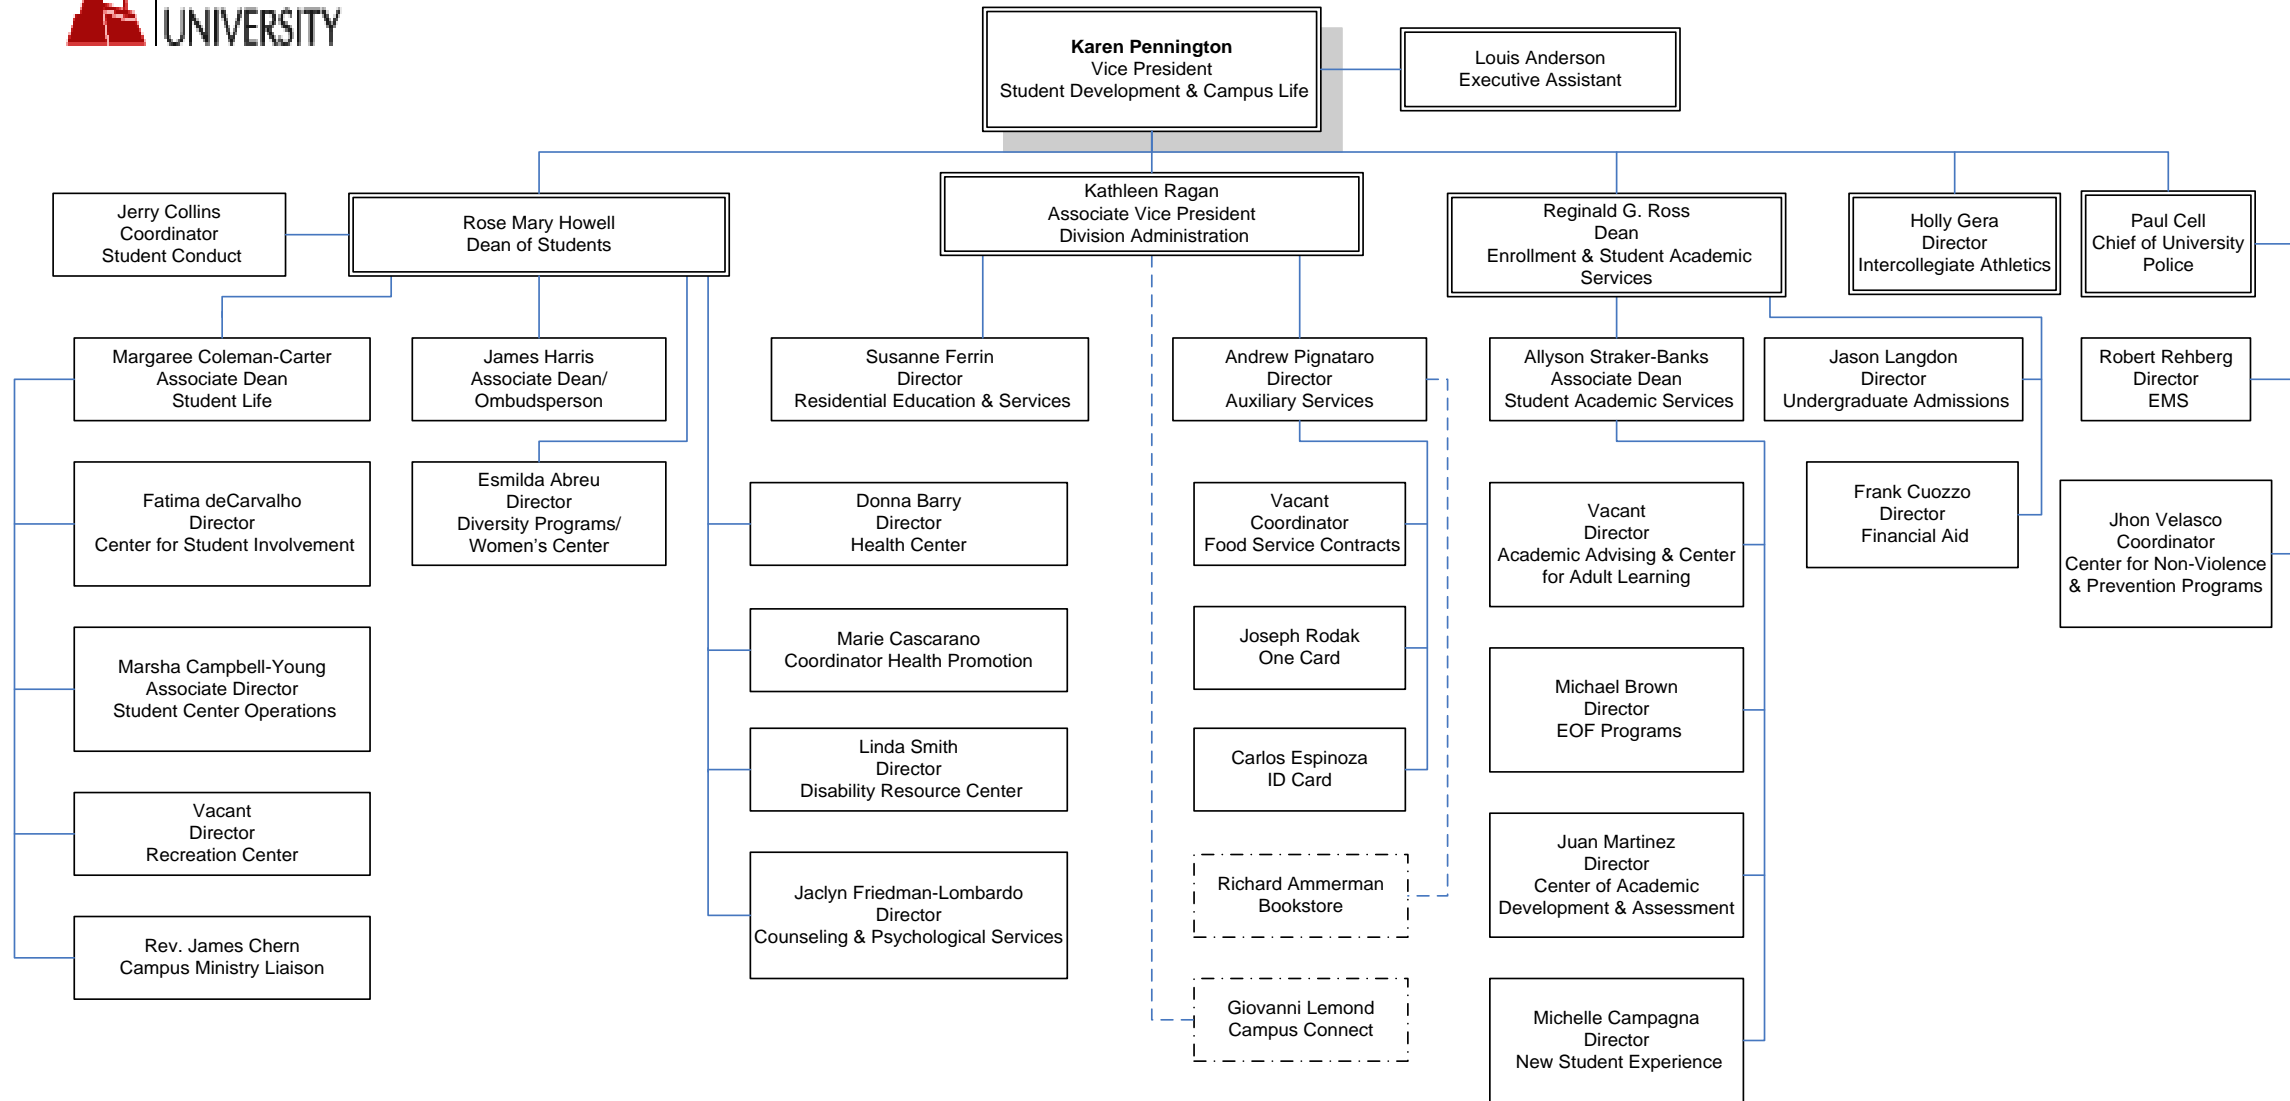 UNIVERSITY
Karen Pennington
Vice President
Student Development & Campus Life
Louis Anderson
Executive Assistant
Jerry Collins
Coordinator
Student Conduct
Rose Mary Howell
Dean of Students
Kathleen Ragan
Associate Vice President
Division Administration
Reginald G. Ross
Dean
Enrollment & Student Academic
Services
Holly Gera
Director
Intercollegiate Athletics
Paul Cell
Chief of University
Police
Margaree Coleman-Carter
Associate Dean
Student Life
James Harris
Associate Dean/
Ombudsperson
Susanne Ferrin
Director
Residential Education & Services
Andrew Pignataro
Director
Auxiliary Services
Allyson Straker-Banks
Associate Dean
Student Academic Services
Jason Langdon
Director
Undergraduate Admissions
Robert Rehberg
Director
EMS
Fatima deCarvalho
Director
Center for Student Involvement
Esmilda Abreu
Director
Diversity Programs/
Women’s Center
Donna Barry
Director
Health Center
Vacant
Coordinator
Food Service Contracts
Vacant
Director
Academic Advising & Center
for Adult Learning
Frank Cuozzo
Director
Financial Aid
Jhon Velasco
Coordinator
Center for Non-Violence
& Prevention Programs
Marsha Campbell-Young
Associate Director
Student Center Operations
Marie Cascarano
Coordinator Health Promotion
Joseph Rodak
One Card
Michael Brown
Director
EOF Programs
Vacant
Director
Recreation Center
Linda Smith
Director
Disability Resource Center
Carlos Espinoza
ID Card
Juan Martinez
Director
Center of Academic
Development & Assessment
Rev. James Chern
Campus Ministry Liaison
Jaclyn Friedman-Lombardo
Director
Counseling & Psychological Services
Richard Ammerman
Bookstore
Giovanni Lemond
Campus Connect
Michelle Campagna
Director
New Student Experience